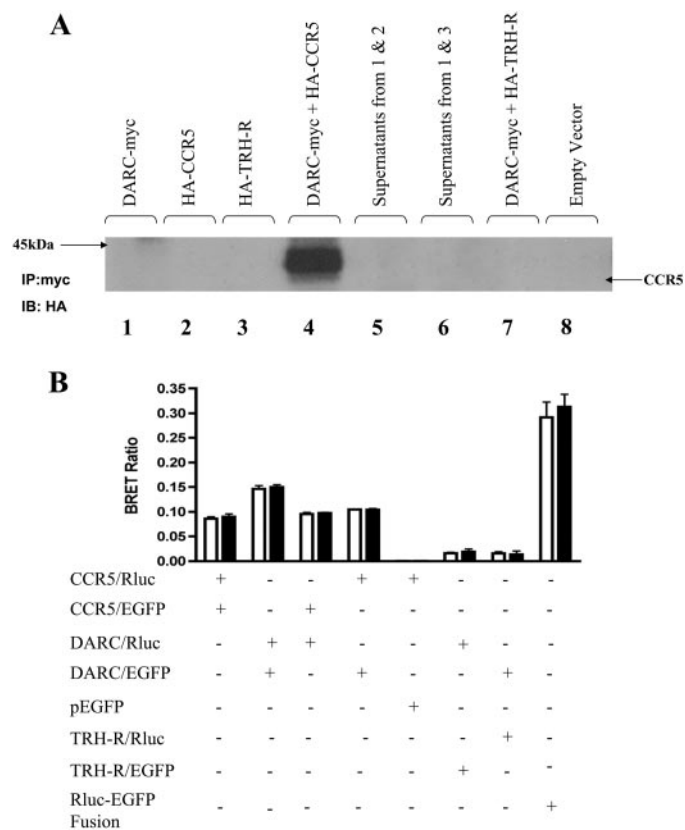 A
DARC-myc
HA-CCR5
HA-TRH-R
DARC-myc + HA-CCR5
Supernatants from 1 & 2
Supernatants from 1 & 3
DARC-myc + HA-TRH-R
Empty Vector
45kDa
IP:myc
CCR5
IB: HA
1 2 3 4 5 6 7 8
B
BRET Ratio
0.35
0.30
0.25
0.20
0.15
0.10
0.05
0.00
CCR5/Rluc + - - + + - - -
CCR5/EGFP + - + - - - - -
DARC/Rluc - + + - - + - -
DARC/EGFP - + - + - - + -
pEGFP - - - - + - - -
TRH-R/Rluc - - - - - - + -
TRH-R/EGFP - - - - - + - -
Rluc-EGFP - - - - - - - +
Fusion